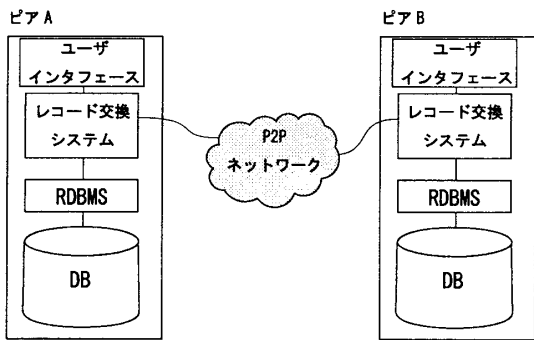 ピア A
ユーザ
インタフェース
レコード交換
システム
RDBMS
DB
P2P
ネットワーク
ピア B
ユーザ
インタフェース
レコード交換
システム
RDBMS
DB